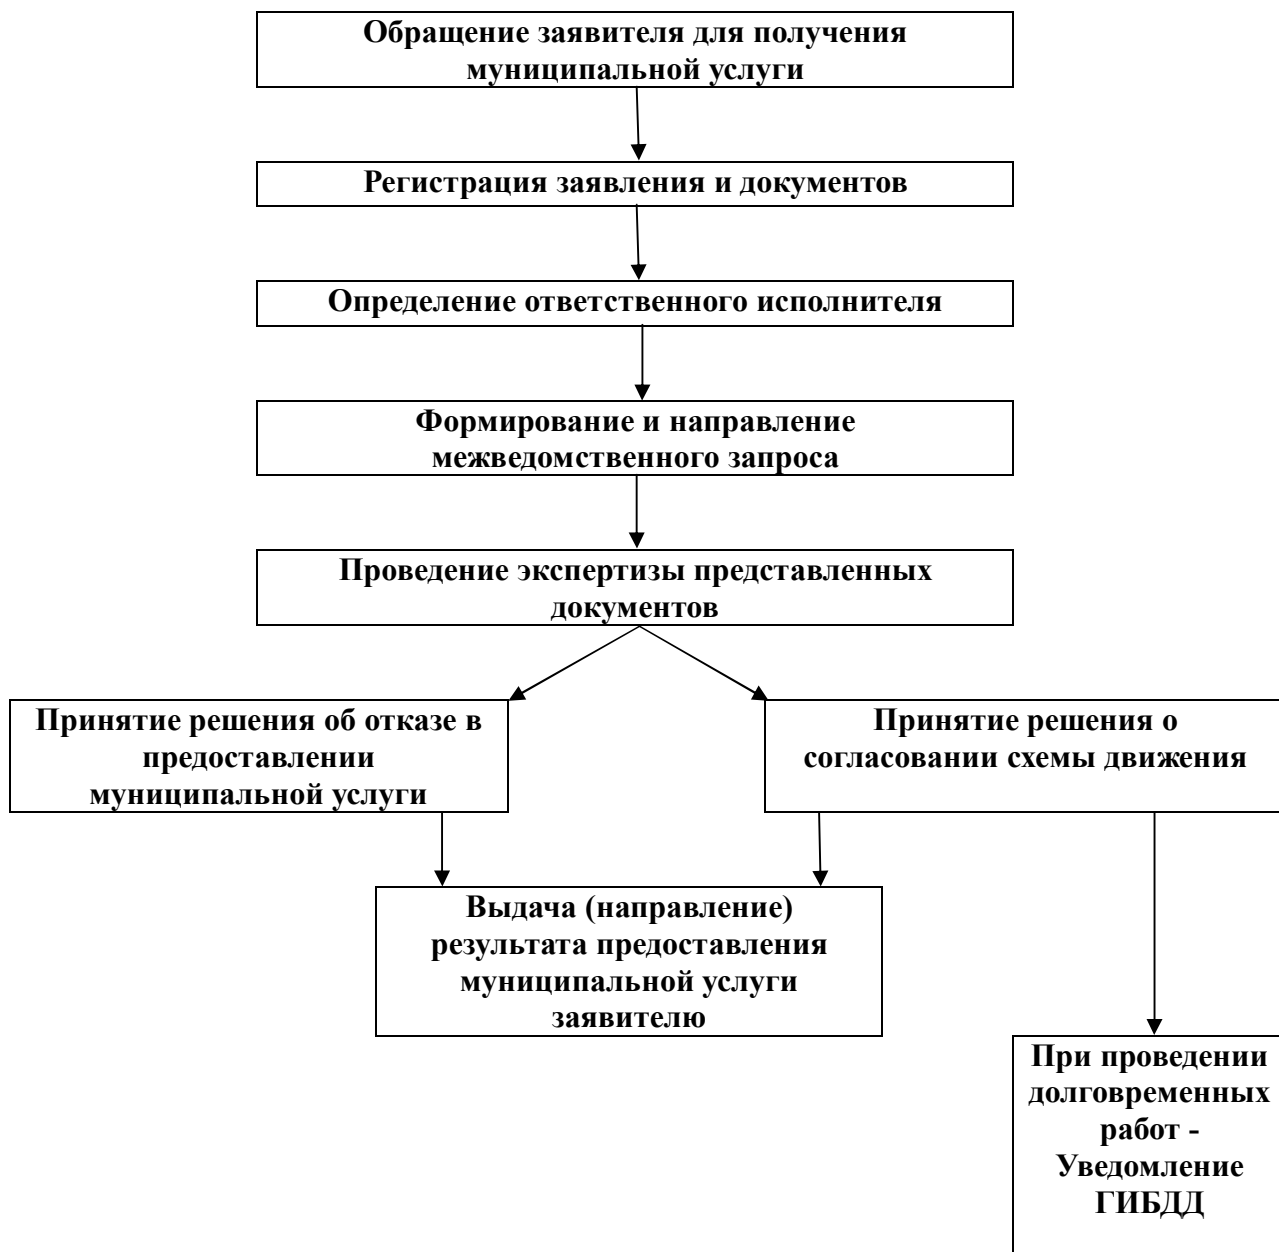 Обращение заявителя для получения
муниципальной услуги
Регистрация заявления и документов
Определение ответственного исполнителя
Формирование и направление
межведомственного запроса
Проведение экспертизы представленных
документов
Принятие решения об отказе в
предоставлении
муниципальной услуги
Принятие решения о
согласовании схемы движения
Выдача (направление)
результата предоставления
муниципальной услуги
заявителю
При проведении
долговременных
работ -
Уведомление
ГИБДД